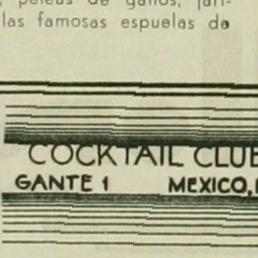 peleas de gallos, jari-
las famosas espuelas de
COCKTAIL CLUB
GANTE 1 MEXICO,